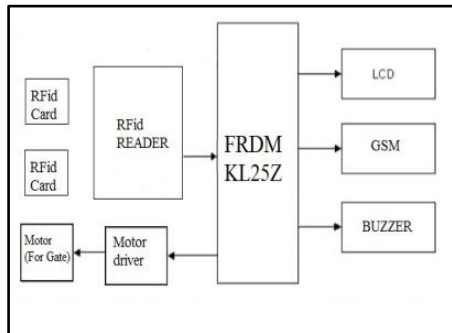 RFid
Card
RFid
READER
RFid
Card
Motor
(For Gate)
Motor
driver
FRDM
KL25Z
LCD
GSM
BUZZER